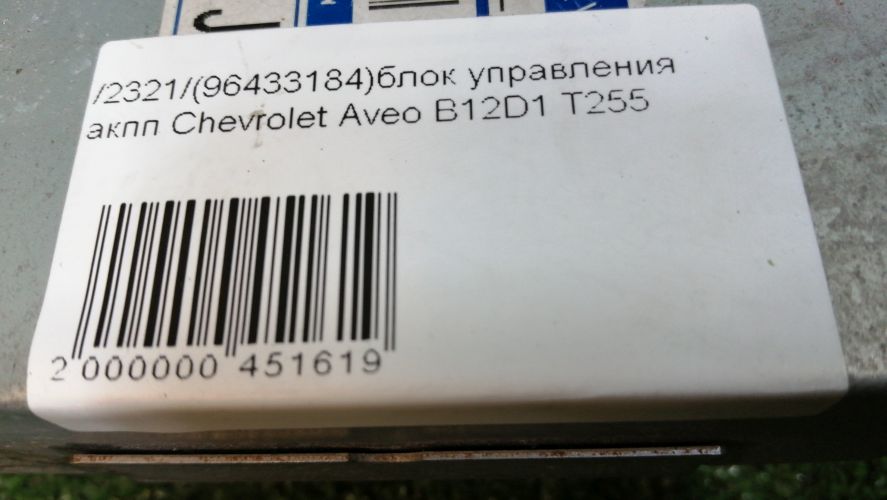 /2321/(96433184)блок управления
акпп Chevrolet Aveo B12D1 T255
2 000000 451619